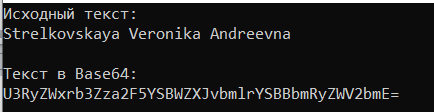 Исходный текст:
Strelkovskaya Veronika Andreevna
Текст в Base64:
U3RyZWxrb3Zza2F5YSBWZXJvbmlrYSBBbmRyZWV2bmE=